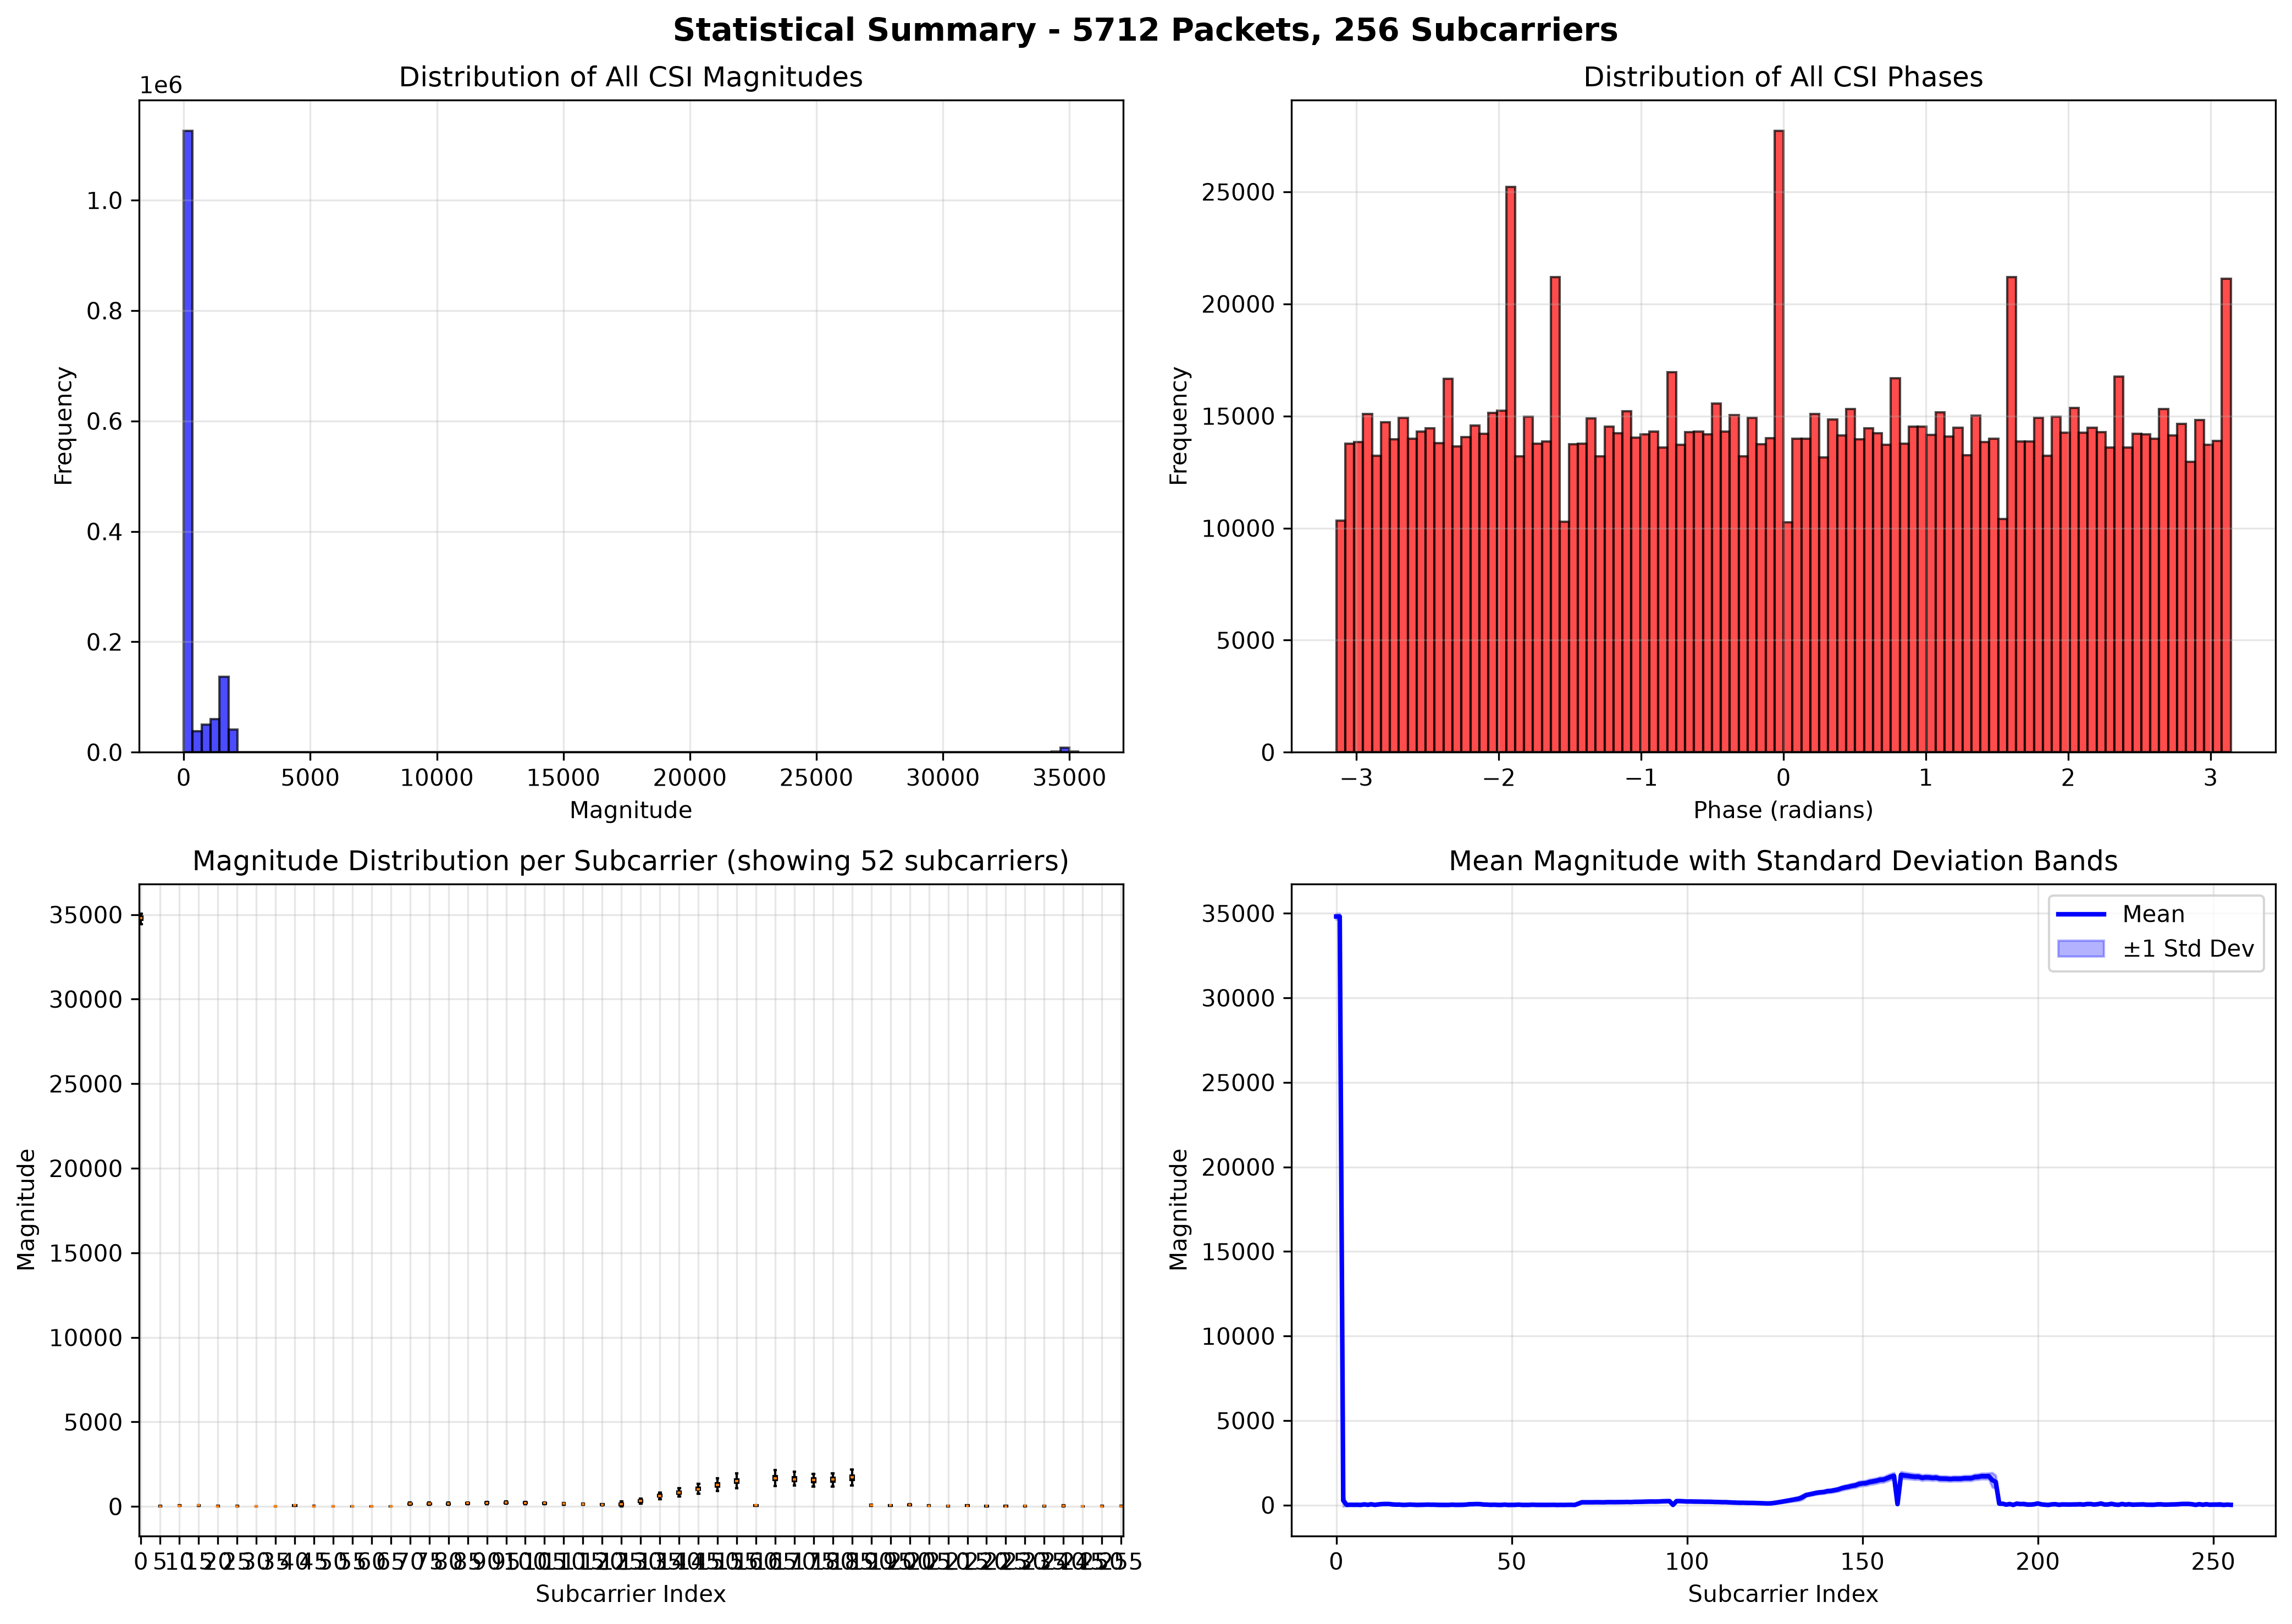 Statistical Summary - 5712 Packets, 256 Subcarriers
Distribution of All CSI Magnitudes
1e6
1.0
0.8
0.6
0.4
0.2
0.0
Frequency
0 5000 10000 15000 20000 25000 30000 35000
Magnitude
Distribution of All CSI Phases
25000
20000
15000
10000
5000
0
Frequency
−3 −2 −1 0 1 2 3
Phase (radians)
Magnitude Distribution per Subcarrier (showing 52 subcarriers)
35000
30000
25000
20000
15000
10000
5000
0
Magnitude
0 5
Subcarrier Index
Mean Magnitude with Standard Deviation Bands
Mean
±1 Std Dev
35000
30000
25000
20000
15000
10000
5000
0
Magnitude
0 50 100 150 200 250
Subcarrier Index